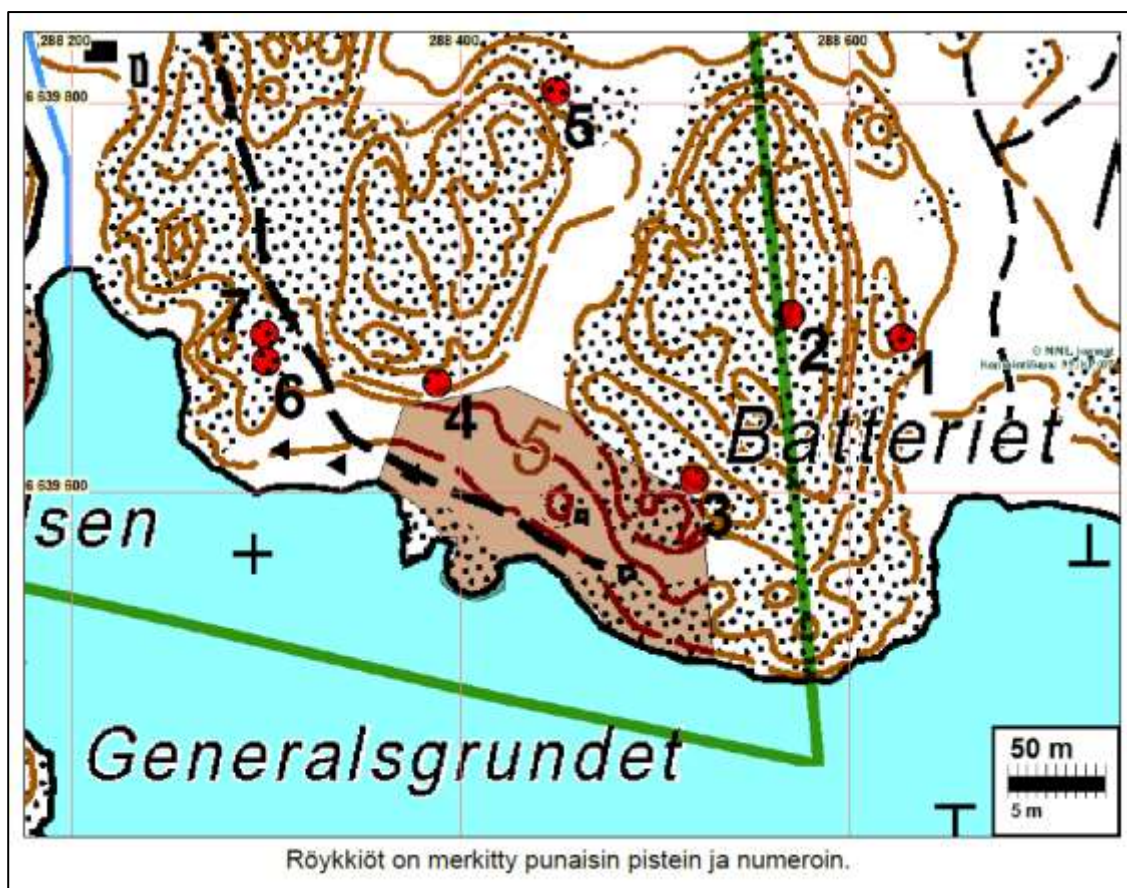 288 200
288 400
288 600
6 639 800
5
7
2
1
6
4
5
Batteriet
6 639 600
3
sen
Generalsgrundet
50 m
5 m
Röykkiöt on merkitty punaisin pistein ja numeroin.